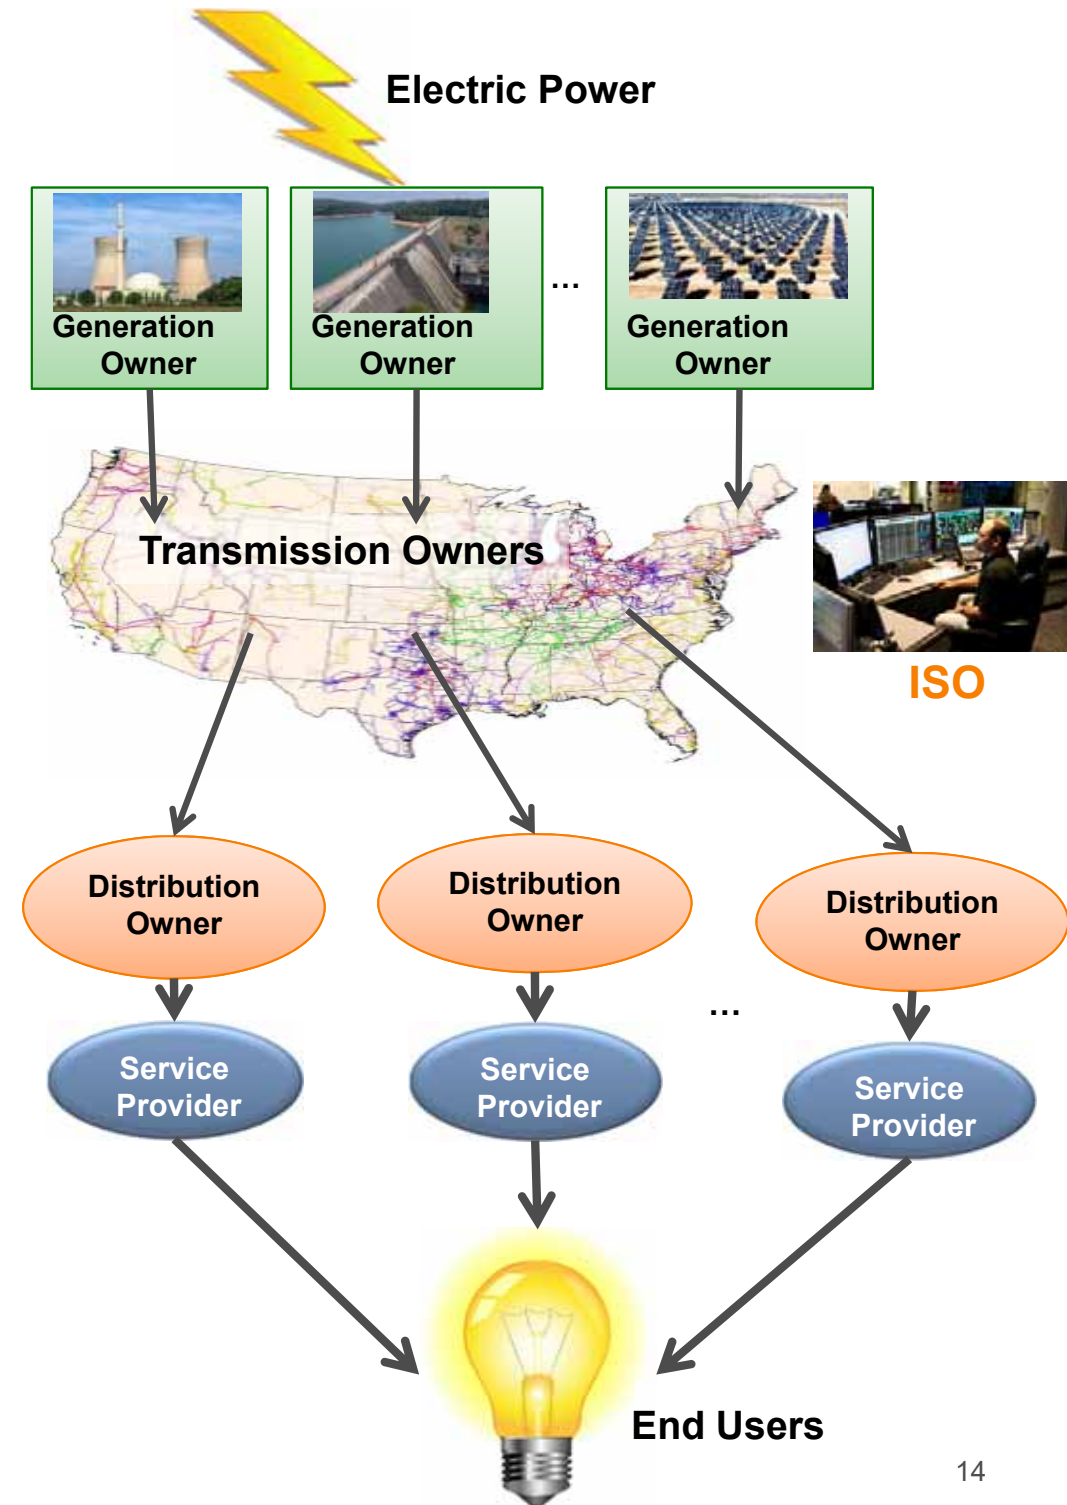 Electric Power
Generation
Owner
Generation
Owner
...
Generation
Owner
Transmission Owners
ISO
Distribution
Owner
Distribution
Owner
Distribution
Owner
...
Service
Provider
Service
Provider
Service
Provider
End Users
14